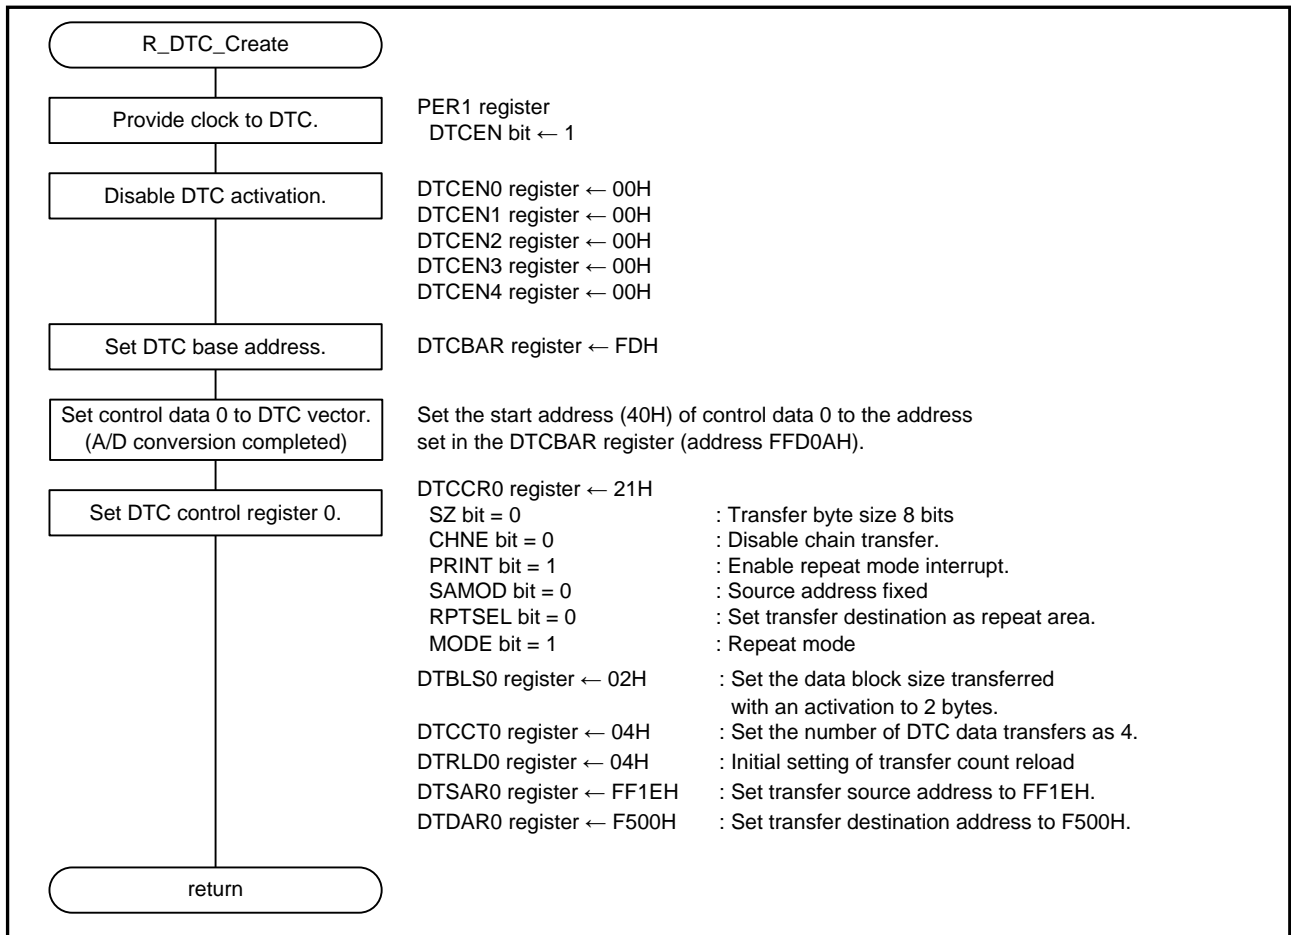 R_DTC_Create
Provide clock to DTC.
PER1 register
DTCEN bit ← 1
Disable DTC activation.
DTCEN0 register ← 00H
DTCEN1 register ← 00H
DTCEN2 register ← 00H
DTCEN3 register ← 00H
DTCEN4 register ← 00H
Set DTC base address.
DTCBAR register ← FDH
Set control data 0 to DTC vector.
(A/D conversion completed)
Set the start address (40H) of control data 0 to the address
set in the DTCBAR register (address FFD0AH).
Set DTC control register 0.
DTCCR0 register ← 21H
SZ bit = 0 : Transfer byte size 8 bits
CHNE bit = 0 : Disable chain transfer.
PRINT bit = 1 : Enable repeat mode interrupt.
SAMOD bit = 0 : Source address fixed
RPTSEL bit = 0 : Set transfer destination as repeat area.
MODE bit = 1 : Repeat mode
DTBLS0 register ← 02H : Set the data block size transferred
with an activation to 2 bytes.
DTCCT0 register ← 04H : Set the number of DTC data transfers as 4.
DTRLD0 register ← 04H : Initial setting of transfer count reload
DTSAR0 register ← FF1EH : Set transfer source address to FF1EH.
DTDAR0 register ← F500H : Set transfer destination address to F500H.
return